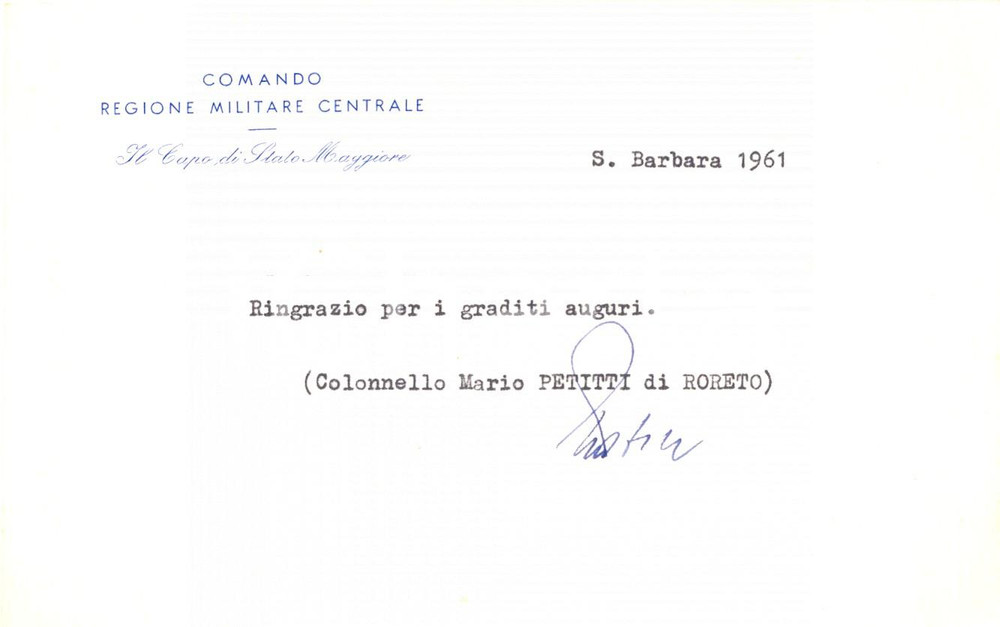 COMANDO
REGIONE MILITARE CENTRALE
Il Capo di Stato Maggiore
S. Barbara 1961
Ringrazio per i graditi auguri.
(Colonnello Mario PETITTI di RORETO)